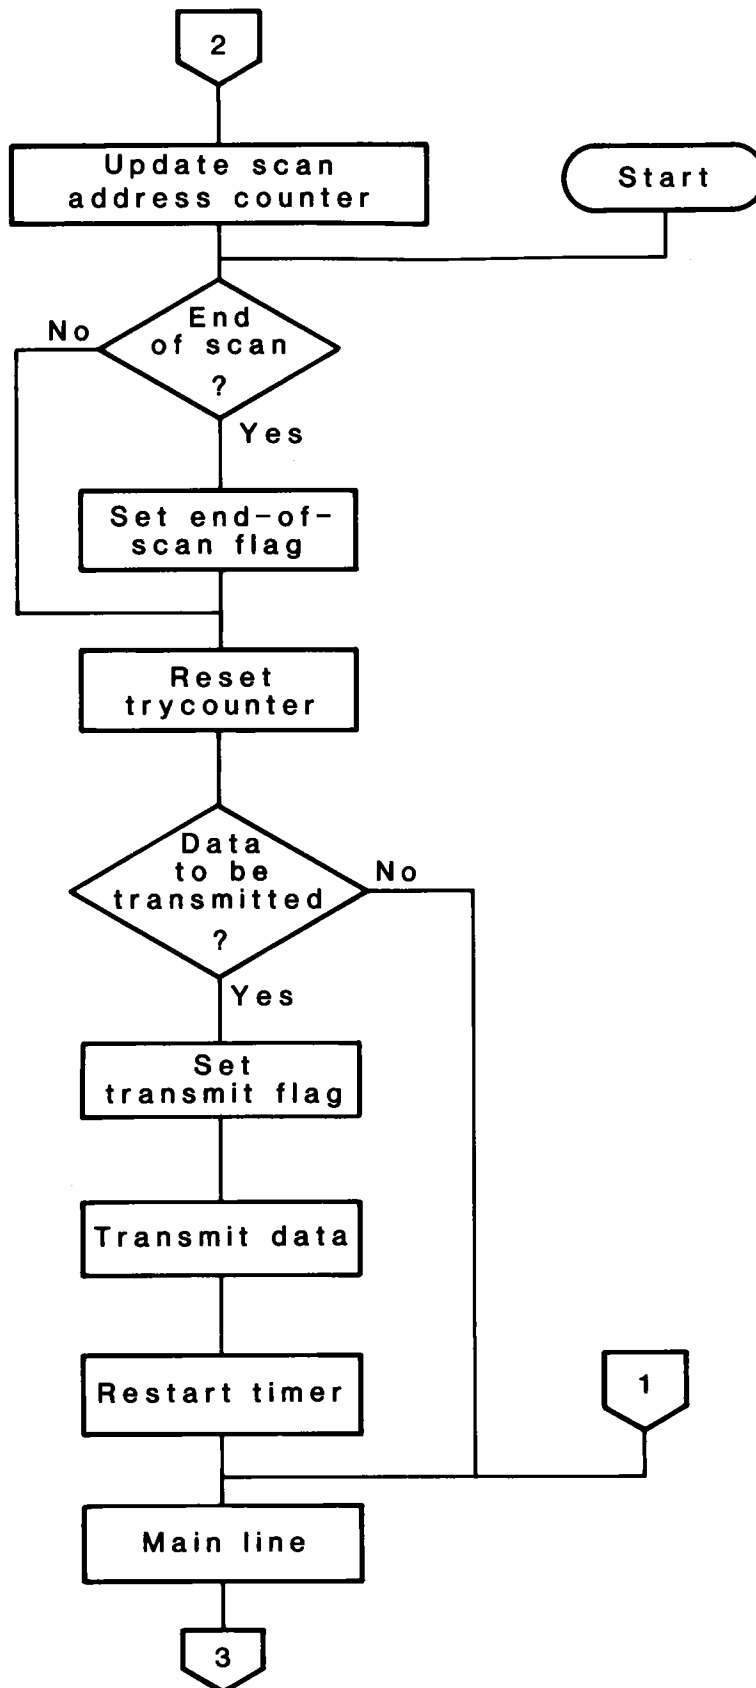 2
Update scan
address counter
Start
End
of scan
?
No
Yes
Set end-of-
scan flag
Reset
trycounter
Data
to be
transmitted
?
No
Yes
Set
transmit flag
Transmit data
Restart timer
1
Main line
3